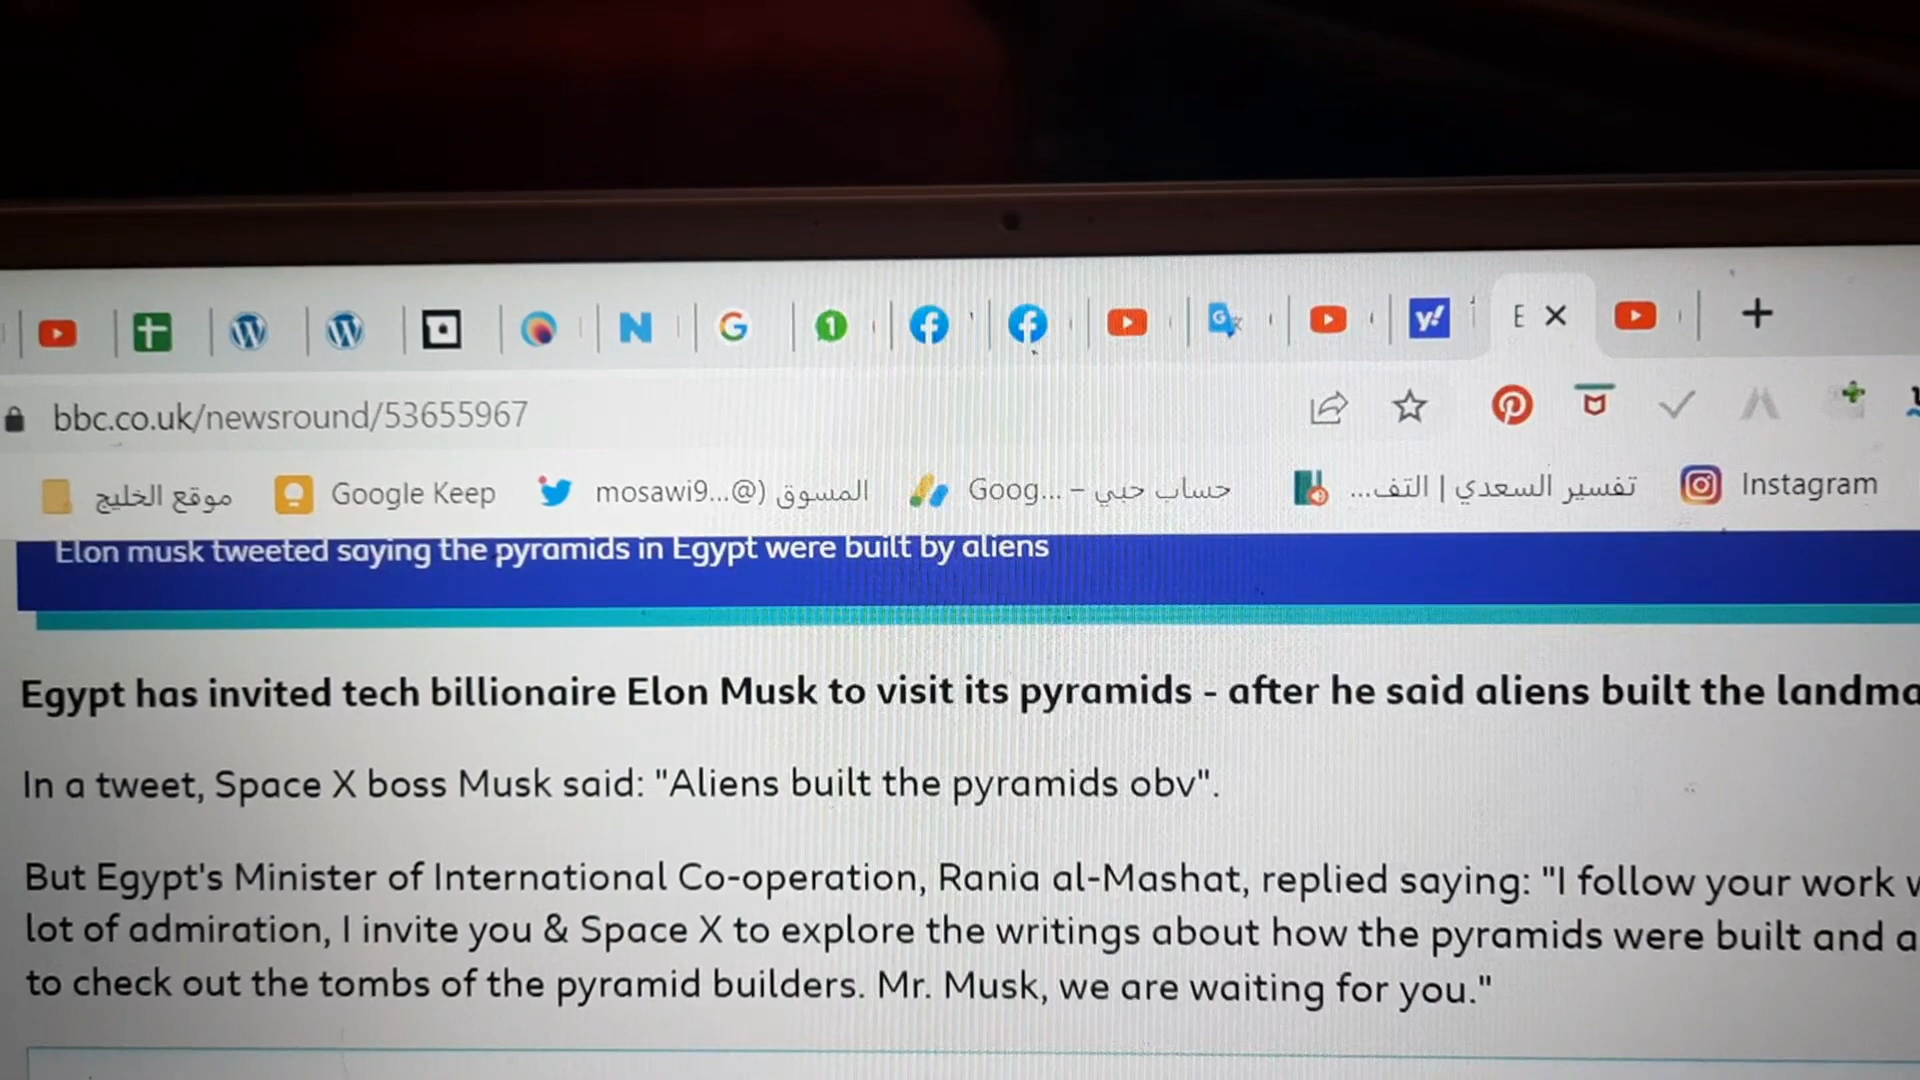 bbc.co.uk/newsround/53655967
موقع الخليج
Google Keep
المسوق (@...mosawi9
حساب حبي – ...Goog
تفسير السعدي | التف...
Instagram
Elon musk tweeted saying the pyramids in Egypt were built by aliens
Egypt has invited tech billionaire Elon Musk to visit its pyramids - after he said aliens built the landma
In a tweet, Space X boss Musk said: "Aliens built the pyramids obv".
But Egypt's Minister of International Co-operation, Rania al-Mashat, replied saying: "I follow your work w
lot of admiration, I invite you & Space X to explore the writings about how the pyramids were built and a
to check out the tombs of the pyramid builders. Mr. Musk, we are waiting for you."